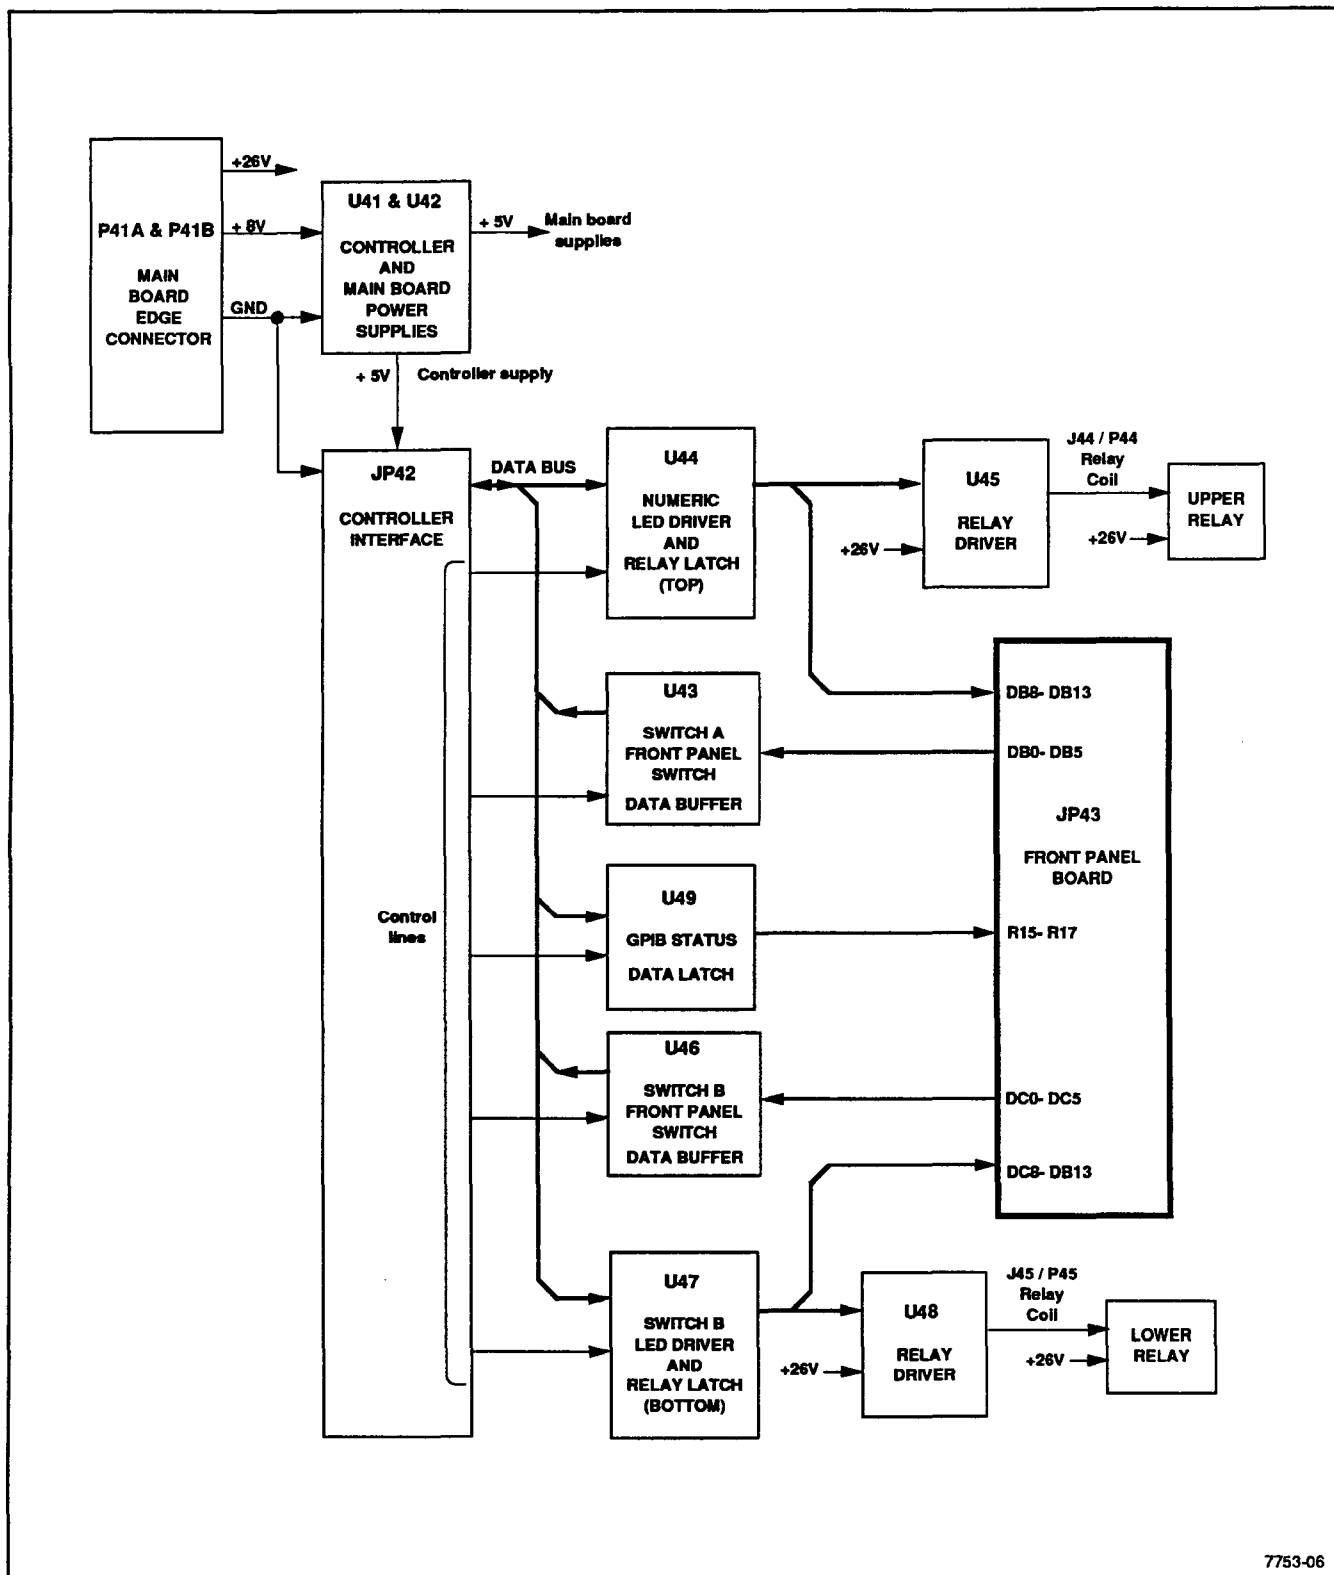 +26V
P41A & P41B
+ 8V
MAIN
BOARD
EDGE
CONNECTOR
GND
U41 & U42
CONTROLLER
AND
MAIN BOARD
POWER
SUPPLIES
+ 5V
Main board
supplies
+ 5V
Controller supply
JP42
CONTROLLER
INTERFACE
DATA BUS
Control
lines
U44
NUMERIC
LED DRIVER
AND
RELAY LATCH
(TOP)
U45
RELAY
DRIVER
+26V
J44 / P44
Relay
Coil
+26V
UPPER
RELAY
U43
SWITCH A
FRONT PANEL
SWITCH
DATA BUFFER
DB8- DB13
DB0- DB5
JP43
FRONT PANEL
BOARD
R15- R17
DC0- DC5
DC8- DB13
U49
GPIB STATUS
DATA LATCH
U46
SWITCH B
FRONT PANEL
SWITCH
DATA BUFFER
U47
SWITCH B
LED DRIVER
AND
RELAY LATCH
(BOTTOM)
U48
RELAY
DRIVER
+26V
J45 / P45
Relay
Coil
+26V
LOWER
RELAY
7753-06